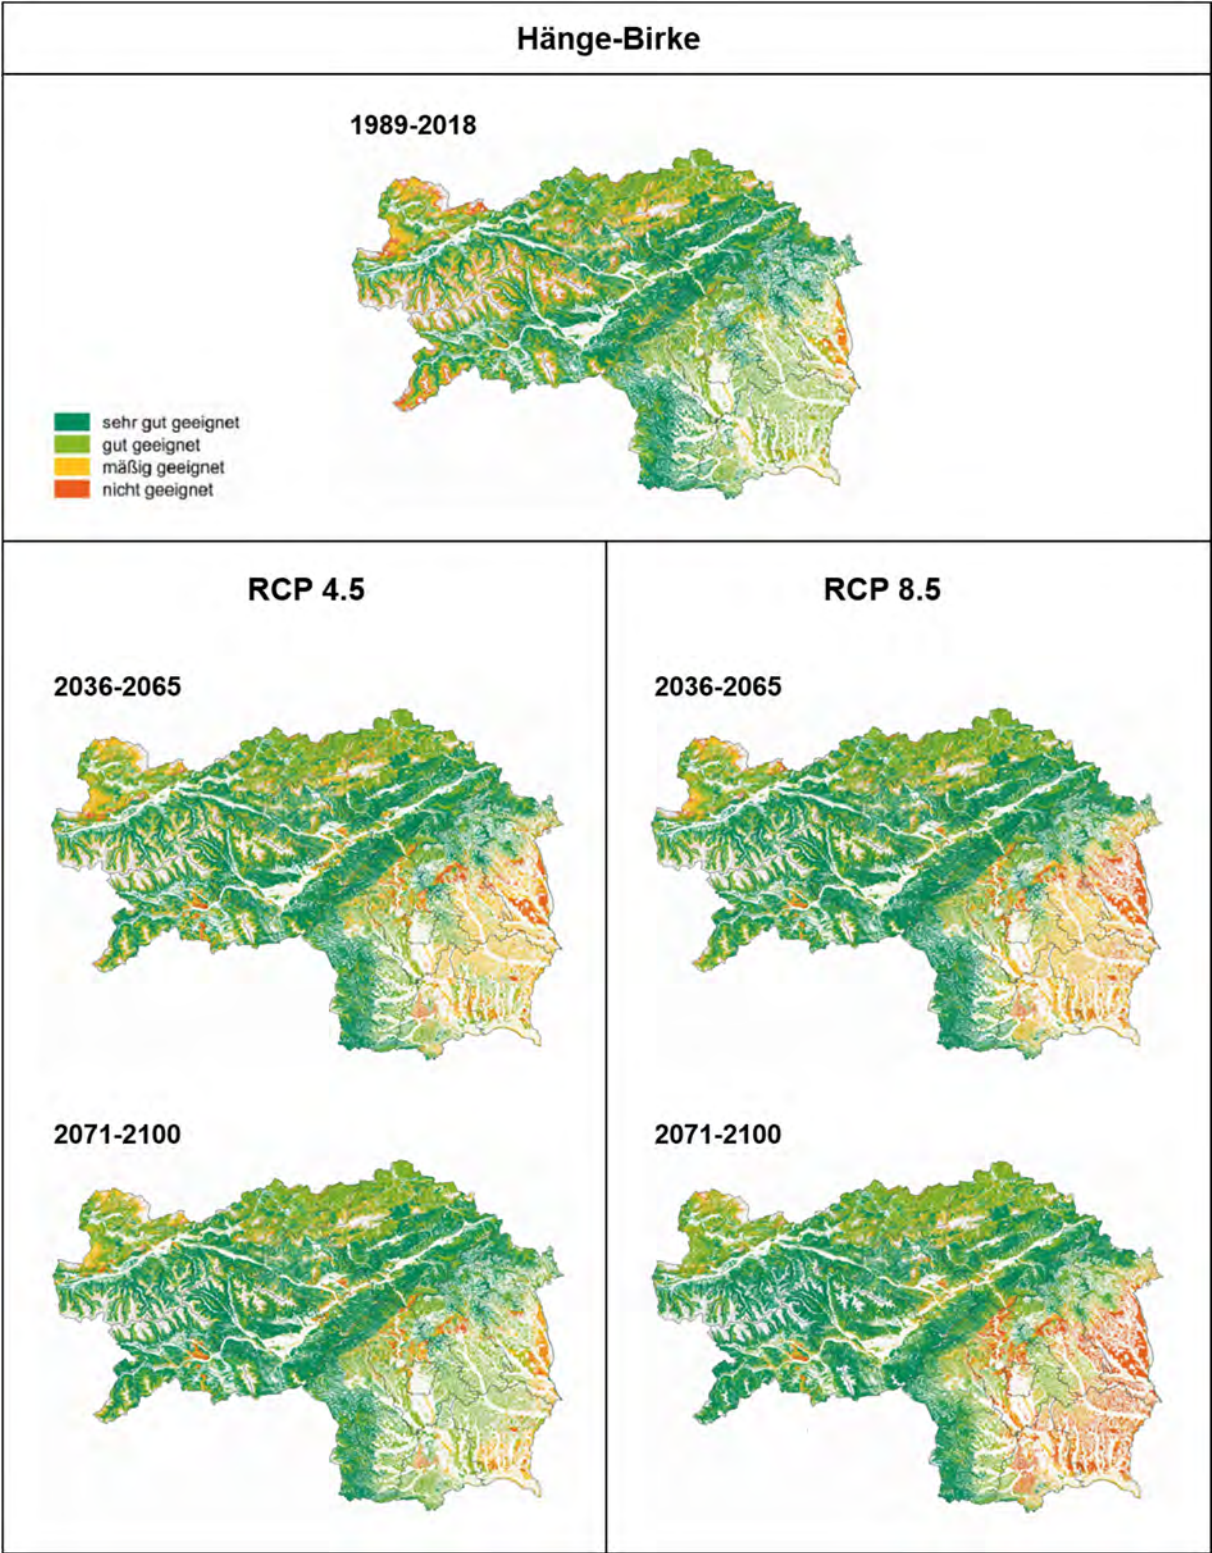 Hänge-Birke
1989-2018
sehr gut geeignet
gut geeignet
mäßig geeignet
nicht geeignet
RCP 4.5
RCP 8.5
2036-2065
2036-2065
2071-2100
2071-2100